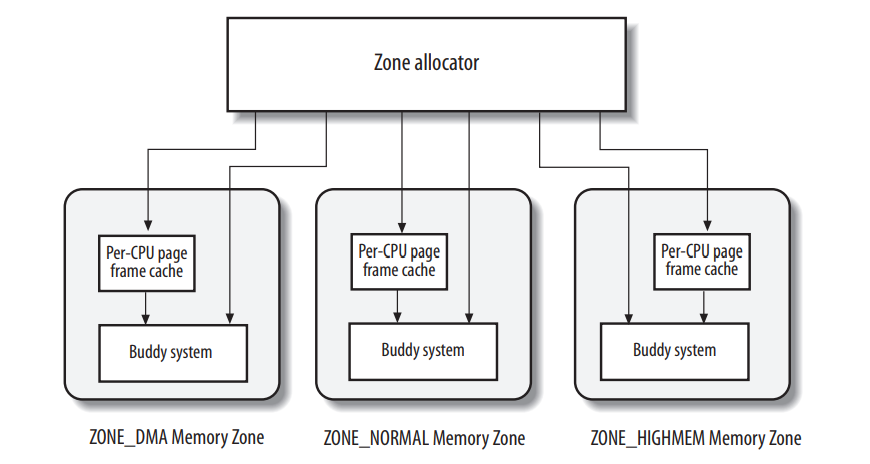 Zone allocator
Per-CPU page
frame cache
Buddy system
Per-CPU page
frame cache
Buddy system
Per-CPU page
frame cache
Buddy system
ZONE_DMA Memory Zone
ZONE_NORMAL Memory Zone
ZONE_HIGHMEM Memory Zone